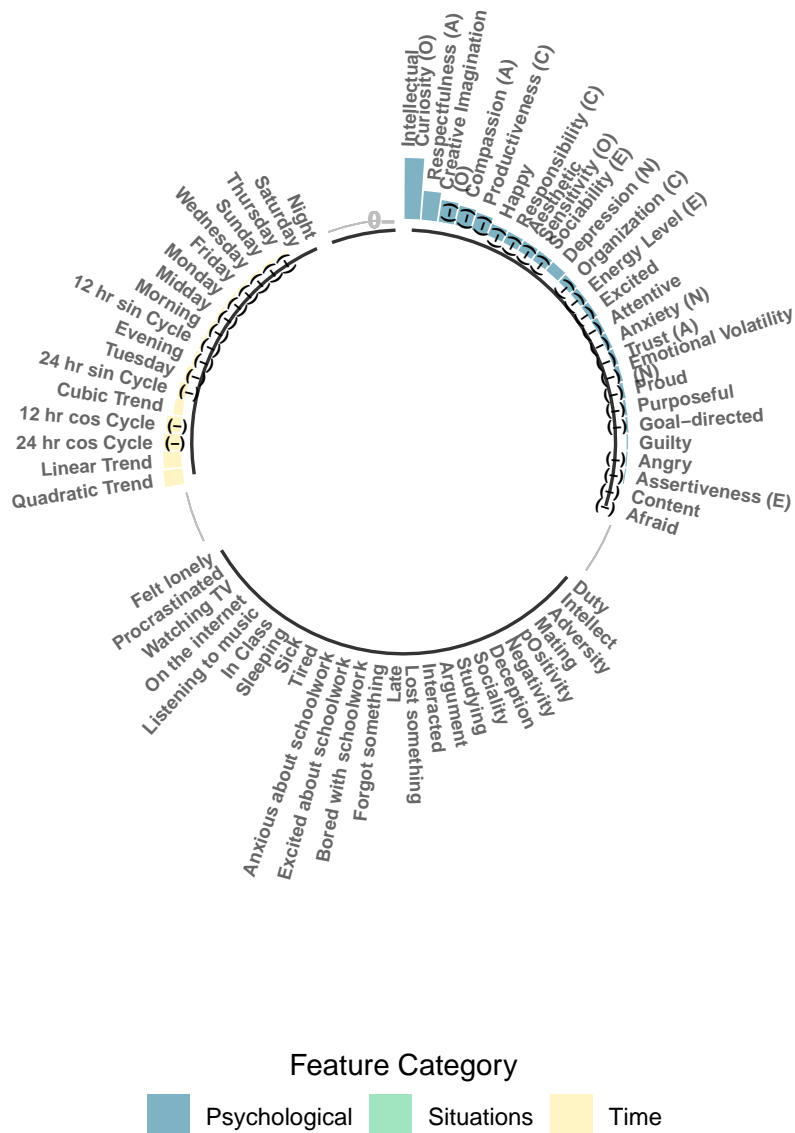 0
Intellectual
Curiosity (O)
Respectfulness (A)
Creative Imagination
(O)
Compassion (A)
Productiveness (C)
Happy
Responsibility (C)
Aesthetic
Sensitivity (O)
Sociability (E)
Depression (N)
Organization (C)
Energy Level (E)
Excited
Attentive
Anxiety (N)
Trust (A)
Emotional Volatility
(N)
Proud
Purposeful
Goal–directed
Guilty
Angry
Assertiveness (E)
Content
Afraid
Duty
Intellect
Adversity
Mating
pOsitivity
Negativity
Deception
Sociality
Studying
Argument
Interacted
Lost something
Late
Forgot something
Bored with schoolwork
Excited about schoolwork
Anxious about schoolwork
Tired
Sick
Sleeping
In Class
Listening to music
On the internet
Watching TV
Procrastinated
Felt lonely
Quadratic Trend
Linear Trend
24 hr cos Cycle
12 hr cos Cycle
Cubic Trend
24 hr sin Cycle
Tuesday
Evening
12 hr sin Cycle
Morning
Midday
Monday
Friday
Wednesday
Sunday
Thursday
Saturday
Night
Feature Category
Psychological
Situations
Time